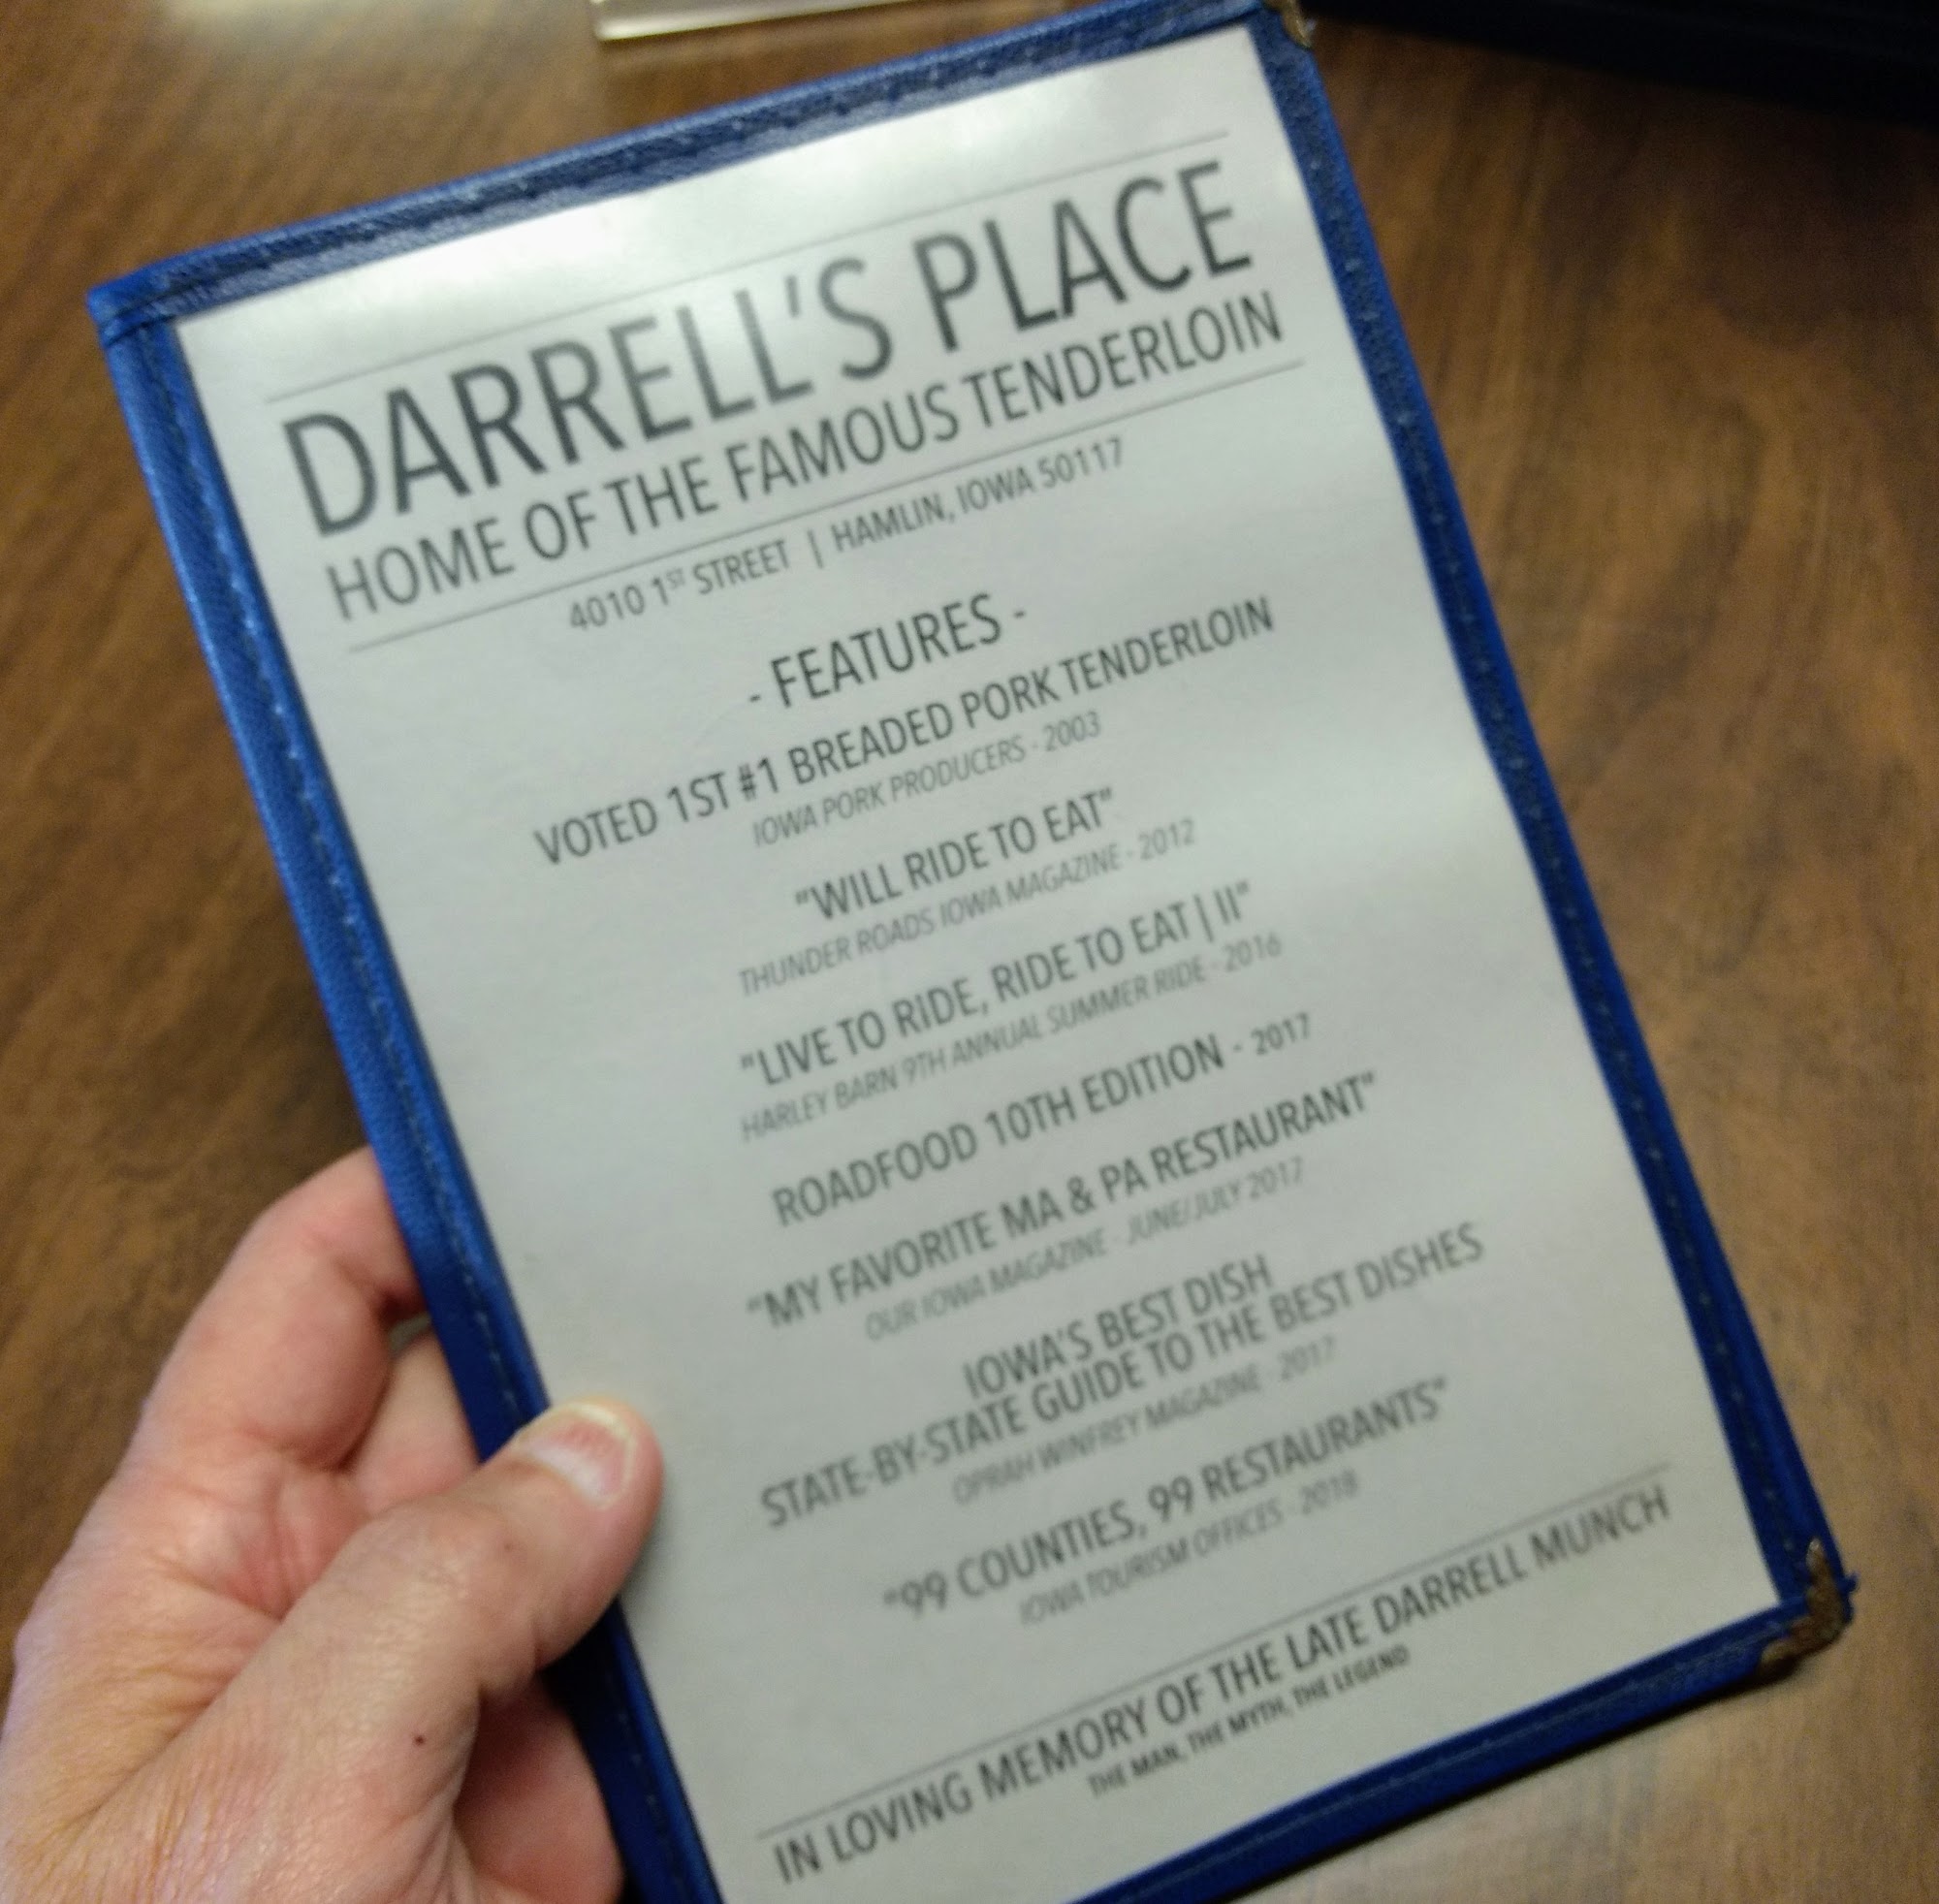 DARRELL'S PLACE
HOME OF THE FAMOUS TENDERLOIN
4010 1ST STREET | HAMLIN, IOWA 50117
- FEATURES -
VOTED 1ST #1 BREADED PORK TENDERLOIN
IOWA PORK PRODUCERS - 2003
"WILL RIDE TO EAT"
THUNDER ROADS IOWA MAGAZINE - 2012
"LIVE TO RIDE, RIDE TO EAT | II"
HARLEY BARN 9TH ANNUAL SUMMER RIDE - 2016
ROADFOOD 10TH EDITION - 2017
"MY FAVORITE MA & PA RESTAURANT"
OUR IOWA MAGAZINE - JUNE/JULY 2017
IOWA'S BEST DISH
STATE-BY-STATE GUIDE TO THE BEST DISHES
OPRAH WINFREY MAGAZINE - 2017
"99 COUNTIES, 99 RESTAURANTS"
IOWA TOURISM OFFICES - 2018
IN LOVING MEMORY OF THE LATE DARRELL MUNCH
THE MAN, THE MYTH, THE LEGEND